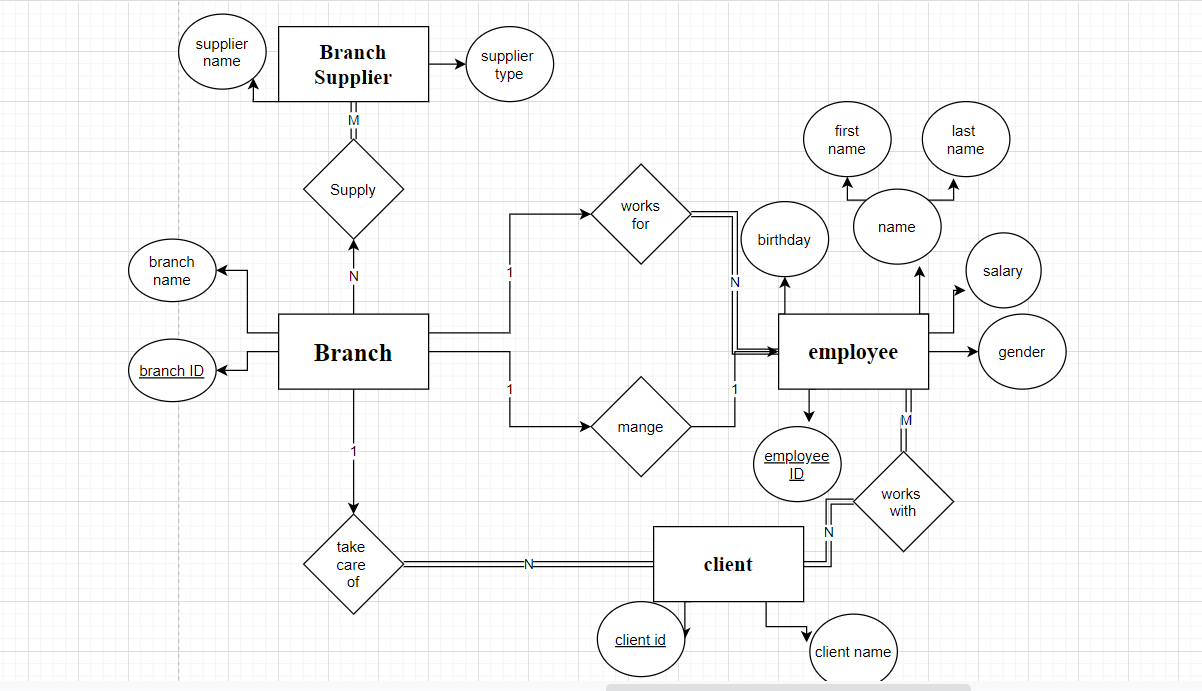 supplier
name
Branch
Supplier
supplier
type
M
Supply
first
name
last
name
works
for
name
birthday
branch
name
salary
N
1
N
Branch
employee
gender
branch ID
1
1
mange
M
1
employee
ID
works
with
N
take
care
of
N
client
client id
client name